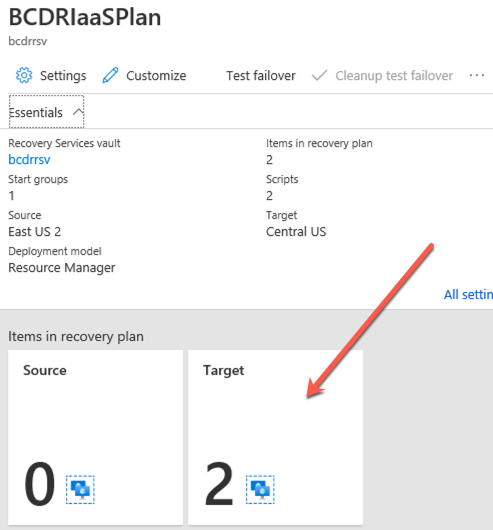 BCDRIaaSPlan
bcdrrsv
Settings Customize Test failover Cleanup test failover ...
Essentials
Recovery Services vault Items in recovery plan
bcdrrsv 2
Start groups Scripts
1 2
Source Target
East US 2 Central US
Deployment model
Resource Manager
All settin
Items in recovery plan
Source Target
0 2